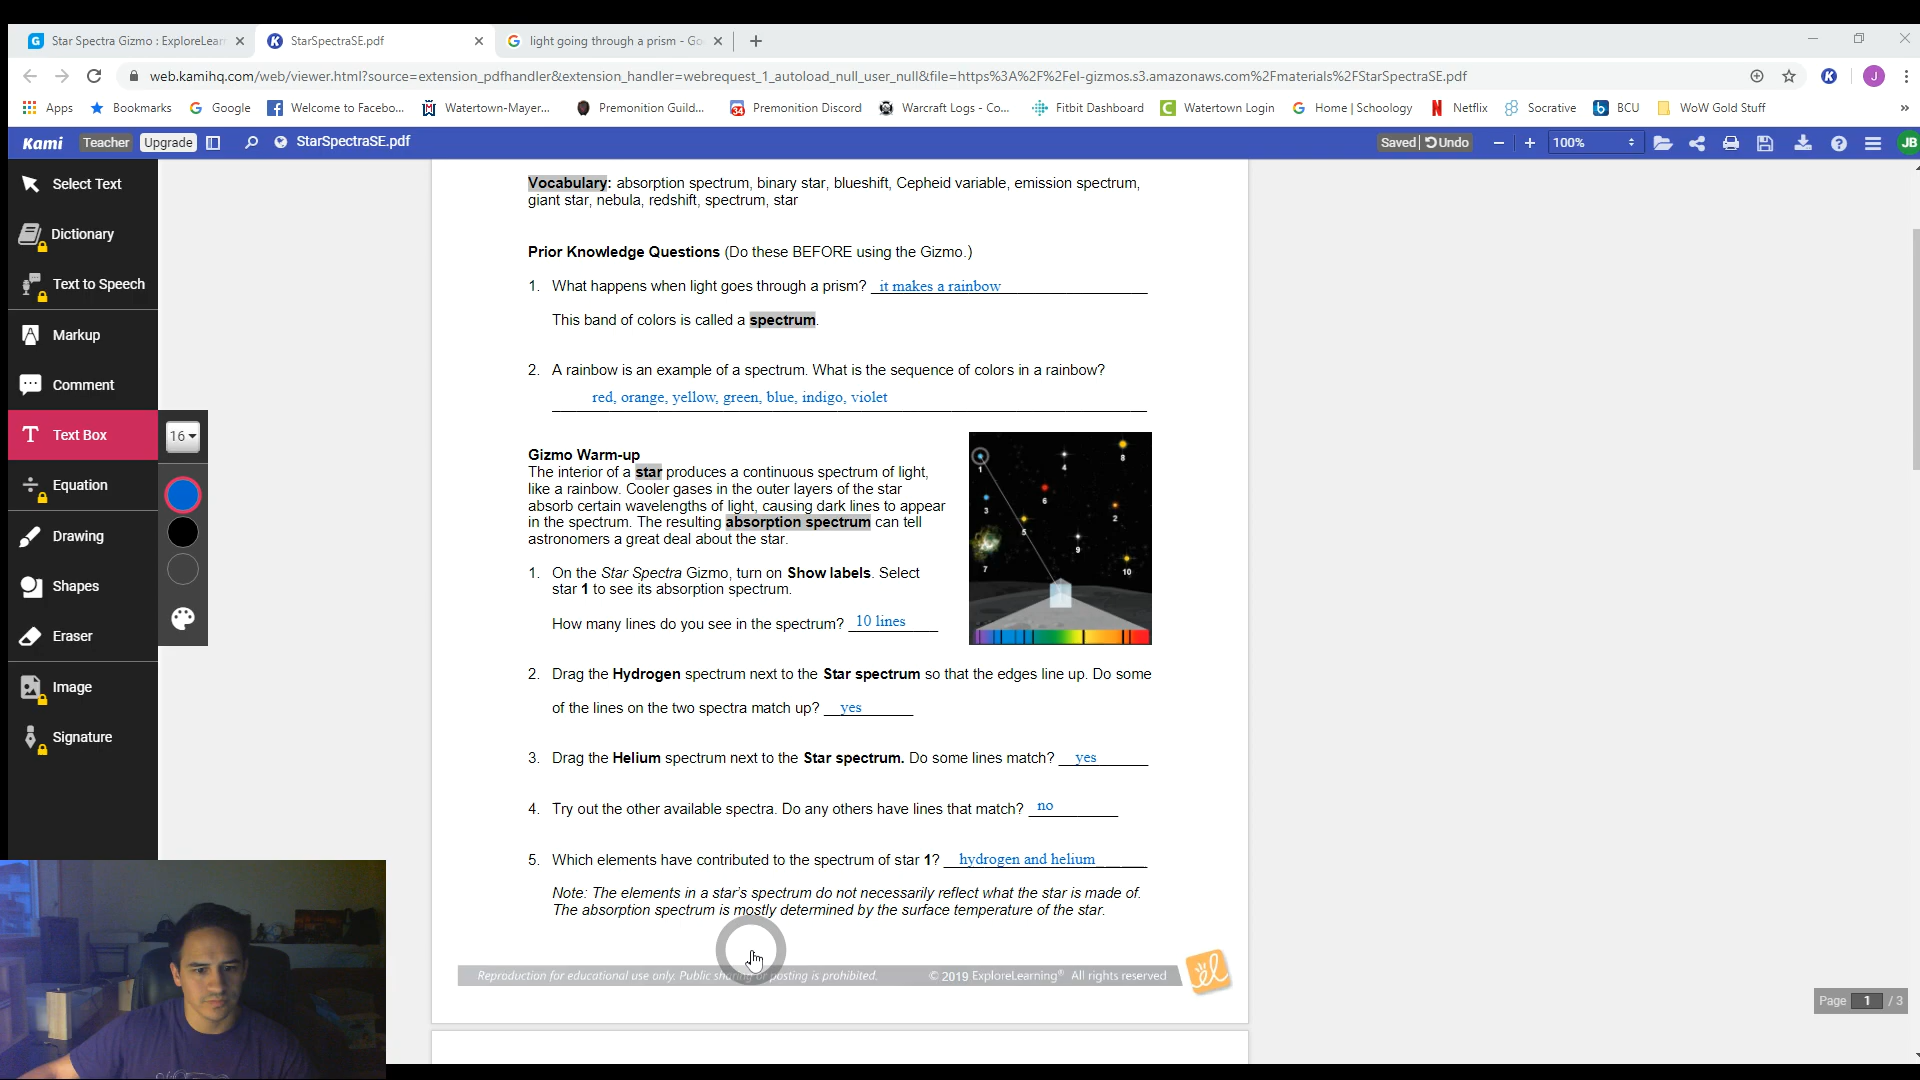 Star Spectra Gizmo : ExploreLear
StarSpectraSE.pdf
light going through a prism - Go
web.kamihq.com/web/viewer.html?source=extension_pdfhandler&extension_handler=webrequest_1_autoload_null_user_null&file=https%3A%2F%2Fel-gizmos.s3.amazonaws.com%2Fmaterials%2FStarSpectraSE.pdf
J
Apps
Bookmarks
Google
Welcome to Facebo...
Watertown-Mayer...
Premonition Guild...
Premonition Discord
Warcraft Logs - Co...
Fitbit Dashboard
Watertown Login
Home | Schoology
Netflix
Socrative
BCU
WoW Gold Stuff
»
Kami
Teacher
Upgrade
StarSpectraSE.pdf
Saved
Undo
100%
JB
Select Text
Dictionary
Text to Speech
Markup
Comment
Text Box
16
Equation
Drawing
Shapes
Eraser
Image
Signature
Vocabulary: absorption spectrum, binary star, blueshift, Cepheid variable, emission spectrum,
giant star, nebula, redshift, spectrum, star
Prior Knowledge Questions (Do these BEFORE using the Gizmo.)
1. What happens when light goes through a prism? it makes a rainbow
This band of colors is called a spectrum.
2. A rainbow is an example of a spectrum. What is the sequence of colors in a rainbow?
red, orange, yellow, green, blue, indigo, violet
Gizmo Warm-up
The interior of a star produces a continuous spectrum of light,
like a rainbow. Cooler gases in the outer layers of the star
absorb certain wavelengths of light, causing dark lines to appear
in the spectrum. The resulting absorption spectrum can tell
astronomers a great deal about the star.
1. On the Star Spectra Gizmo, turn on Show labels. Select
star 1 to see its absorption spectrum.
How many lines do you see in the spectrum? 10 lines
1
4
8
3
6
5
2
9
7
10
2. Drag the Hydrogen spectrum next to the Star spectrum so that the edges line up. Do some
of the lines on the two spectra match up? yes
3. Drag the Helium spectrum next to the Star spectrum. Do some lines match? yes
4. Try out the other available spectra. Do any others have lines that match? no
5. Which elements have contributed to the spectrum of star 1? hydrogen and helium
Note: The elements in a star's spectrum do not necessarily reflect what the star is made of.
The absorption spectrum is mostly determined by the surface temperature of the star.
Reproduction for educational use only. Public sharing or posting is prohibited.
© 2019 ExploreLearning® All rights reserved
el
Page 1 / 3